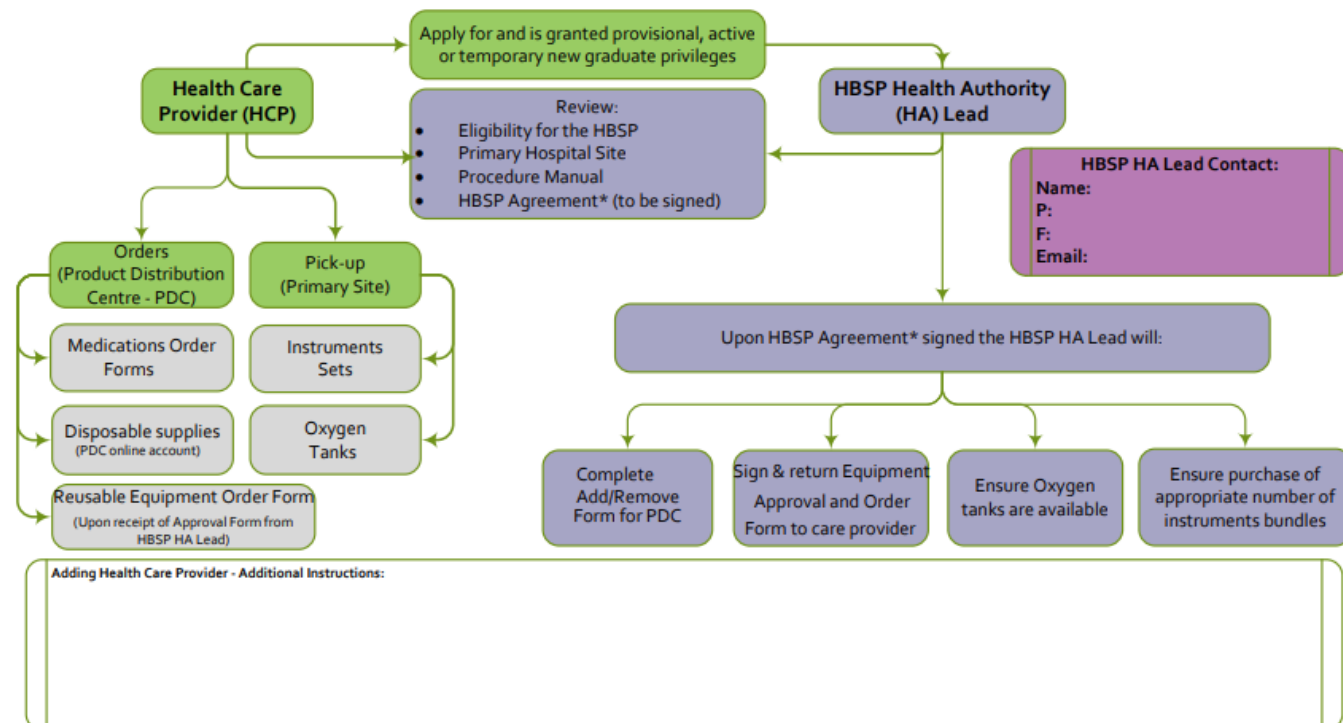 Apply for and is granted provisional, active
or temporary new graduate privileges
Health Care
Provider (HCP)
HBSP Health Authority
(HA) Lead
Review:
• Eligibility for the HBSP
• Primary Hospital Site
• Procedure Manual
• HBSP Agreement* (to be signed)
HBSP HA Lead Contact:
Name:
P:
F:
Email:
Orders
(Product Distribution
Centre - PDC)
Pick-up
(Primary Site)
Medications Order
Forms
Instruments
Sets
Disposable supplies
(PDC online account)
Oxygen
Tanks
Reusable Equipment Order Form
(Upon receipt of Approval Form from
HBSP HA Lead)
Upon HBSP Agreement* signed the HBSP HA Lead will:
Complete
Add/Remove
Form for PDC
Sign & return Equipment
Approval and Order
Form to care provider
Ensure Oxygen
tanks are available
Ensure purchase of
appropriate number of
instruments bundles
Adding Health Care Provider - Additional Instructions: